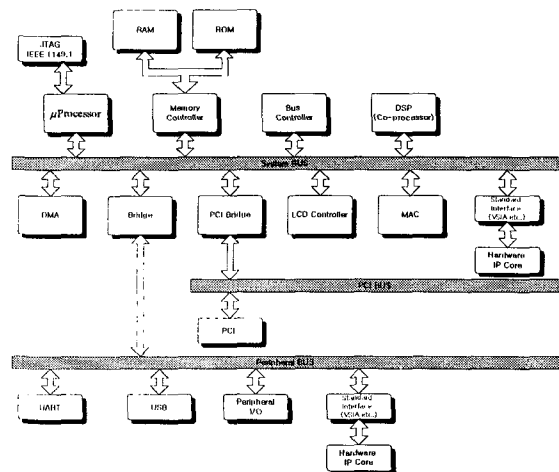 RAM
ROM
JTAG
IEEE 1149.1
μProcessor
Memory
Controller
Bus
Controller
DSP
(Co-processor)
System BUS
DMA
Bridge
PCI Bridge
LCD Controller
MAC
Standard
Interface
(VSIA etc..)
Hardware
IP Core
PCI BUS
PCI
Peripheral BUS
UART
USB
Peripheral
I/O
Standard
Interface
(VSIA etc..)
Hardware
IP Core